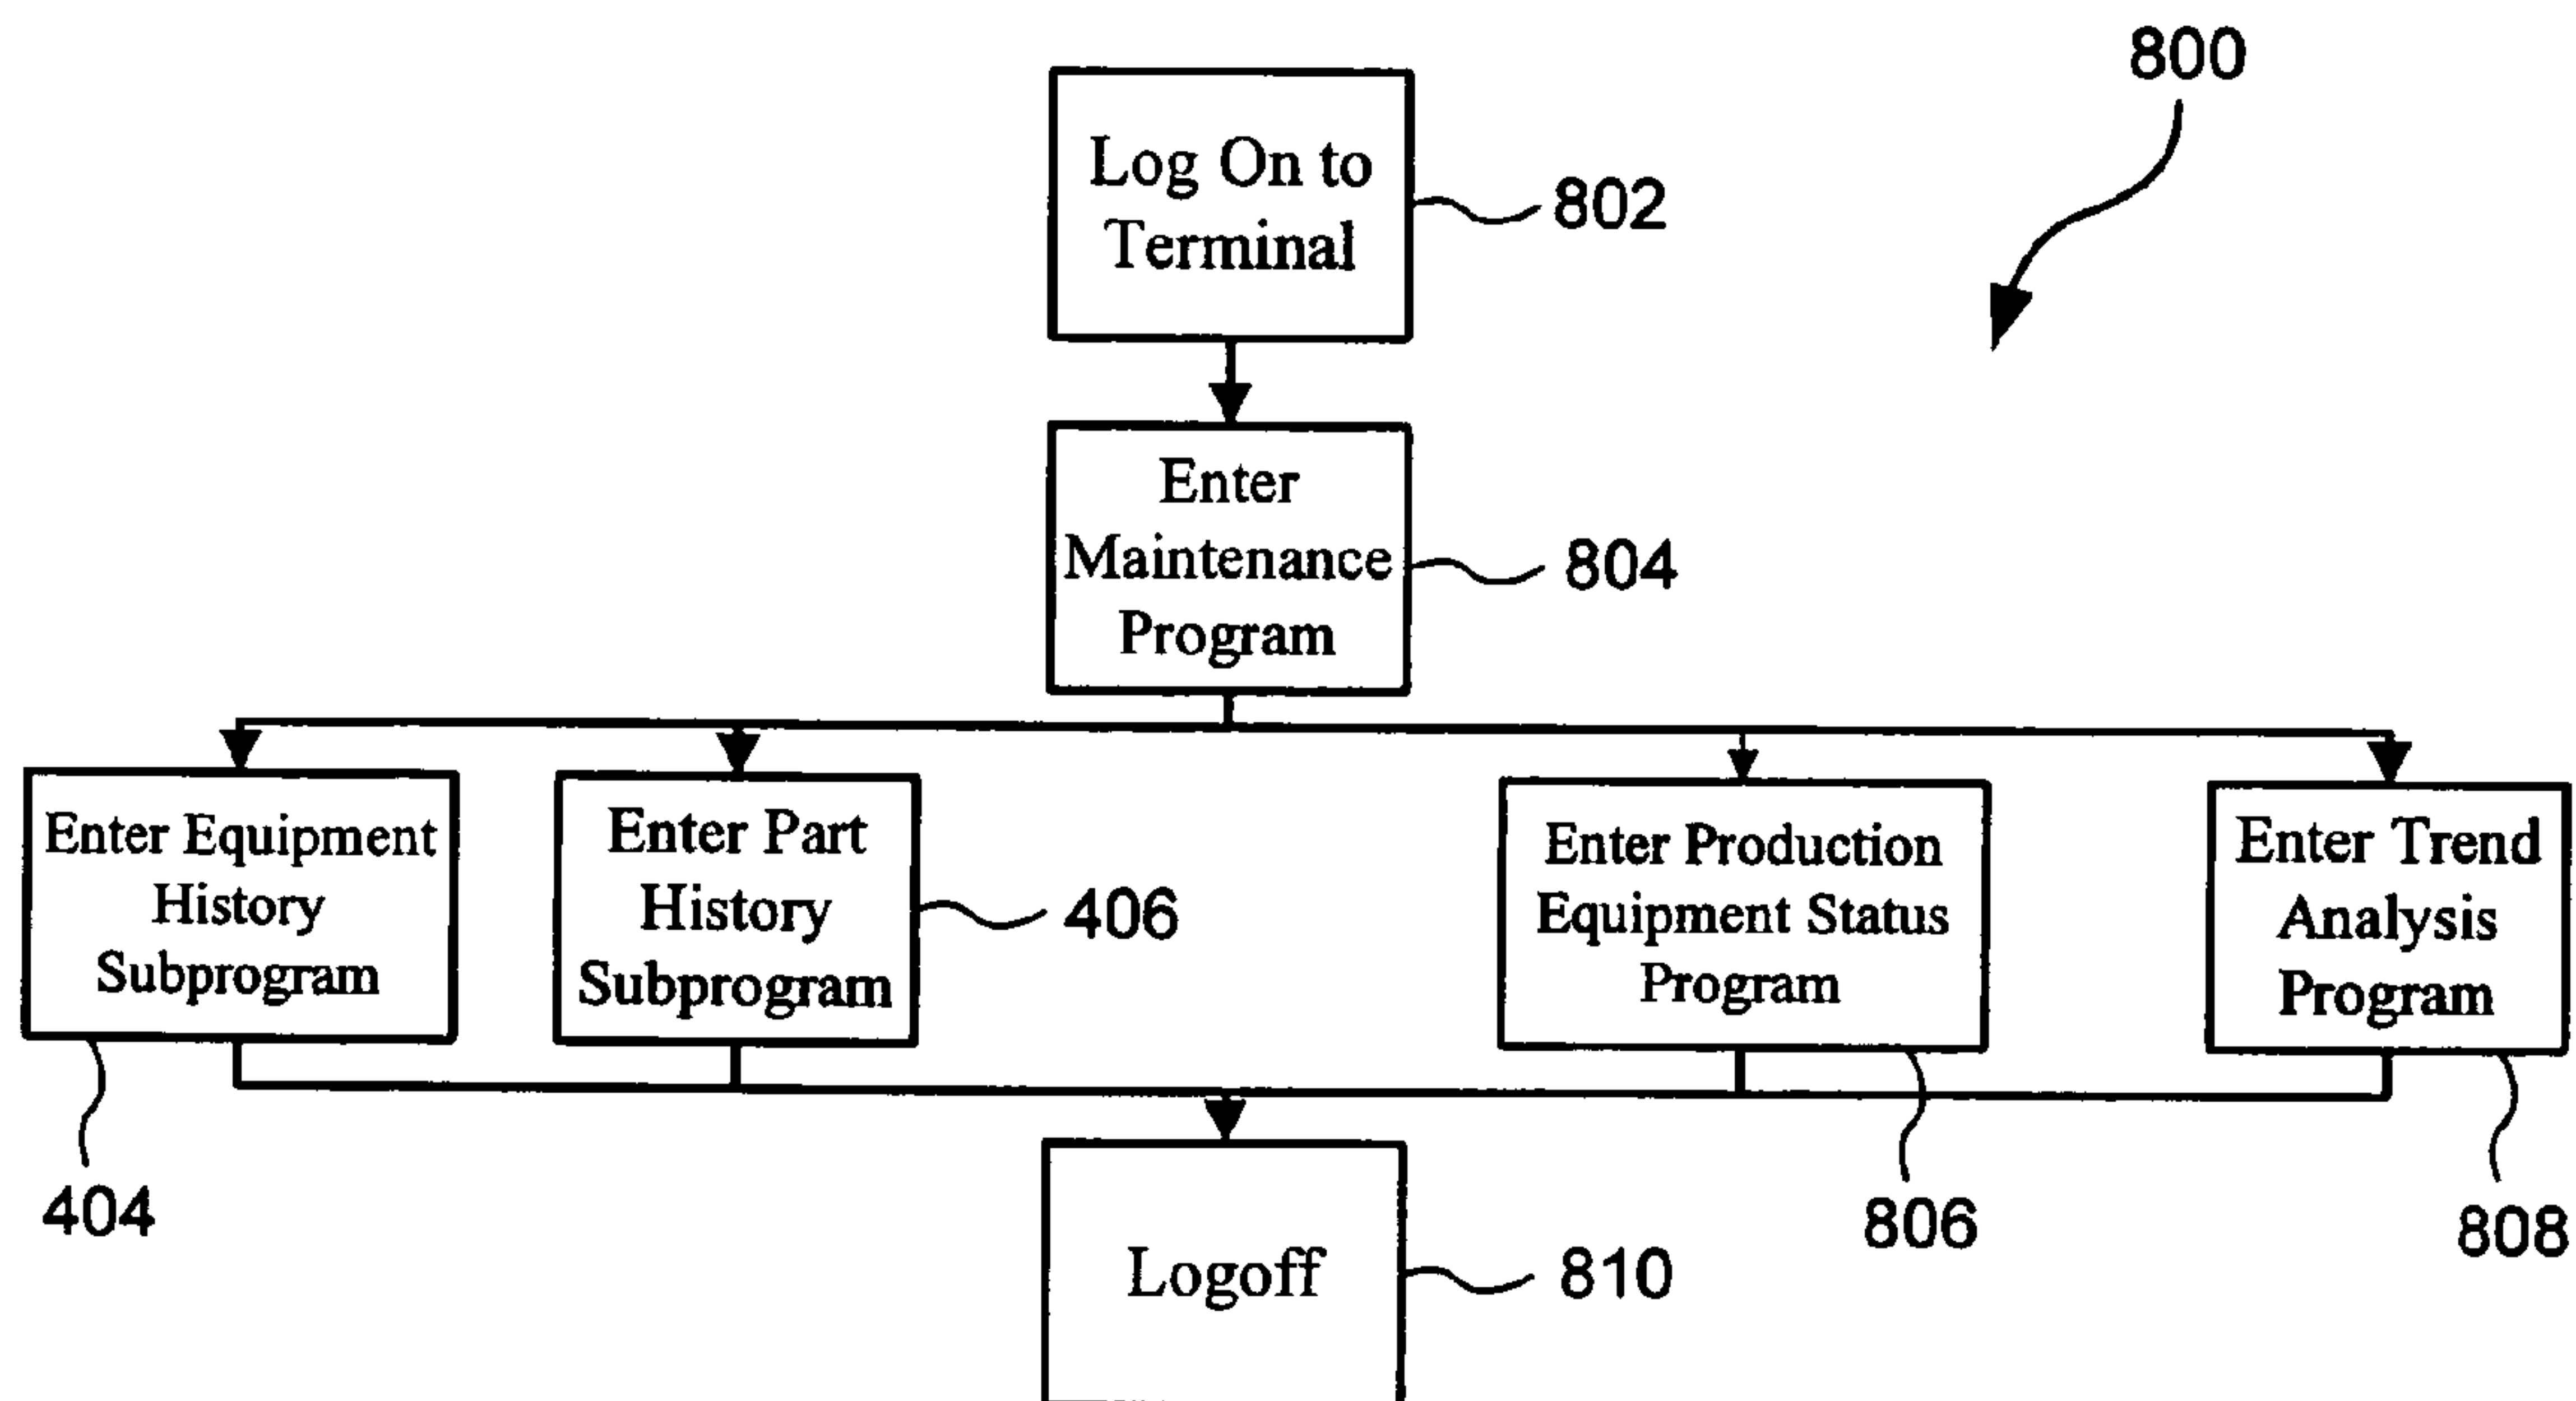 800
Log On to
Terminal
802
Enter
Maintenance
Program
804
Enter Equipment
History
Subprogram
404
Enter Part
History
Subprogram
406
Enter Production
Equipment Status
Program
806
Enter Trend
Analysis
Program
808
Logoff
810